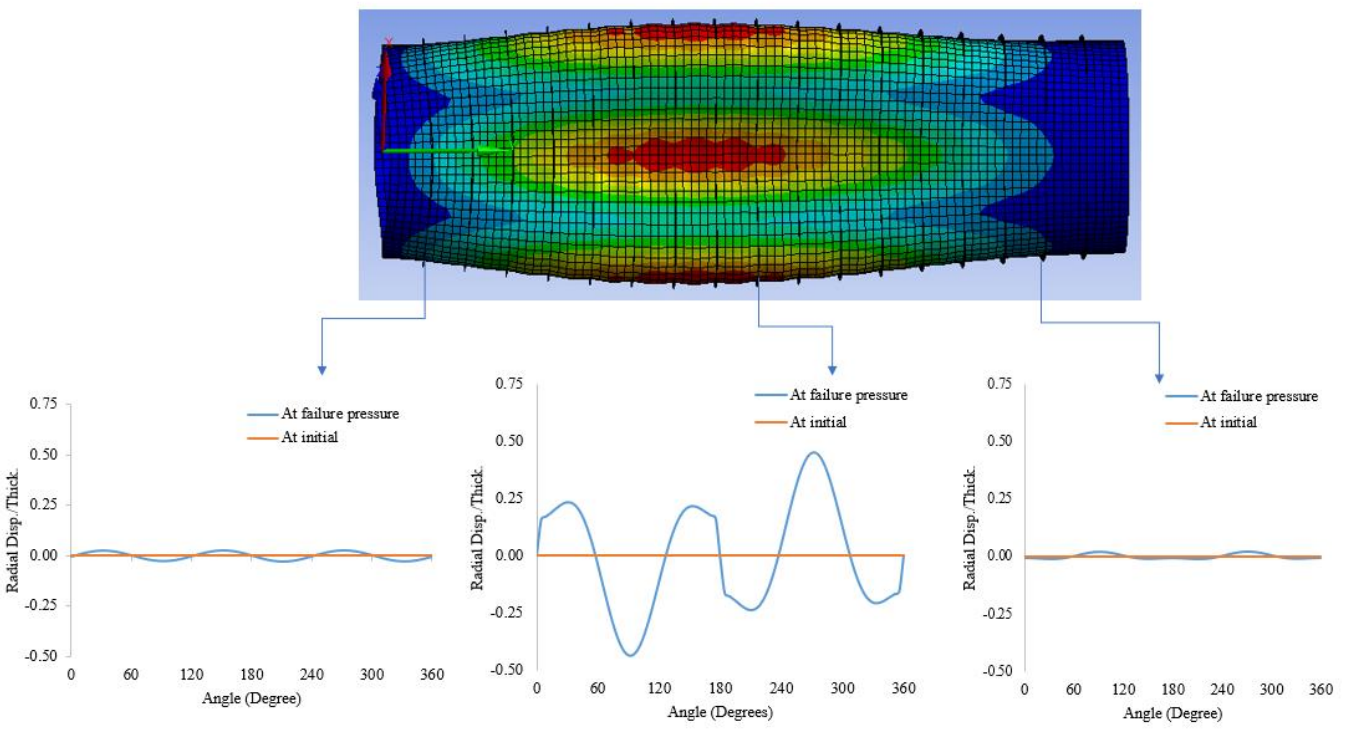 X
Y
0.75
0.50
0.25
0.00
-0.25
-0.50
Radial Disp./Thick.
At failure pressure
At initial
0 60 120 180 240 300 360
Angle (Degree)
0.75
0.50
0.25
0.00
-0.25
-0.50
Radial Disp./Thick.
At failure pressure
At initial
0 60 120 180 240 300 360
Angle (Degrees)
0.75
0.50
0.25
0.00
-0.25
-0.50
Radial Disp./Thick.
At failure pressure
At initial
0 60 120 180 240 300 360
Angle (Degree)